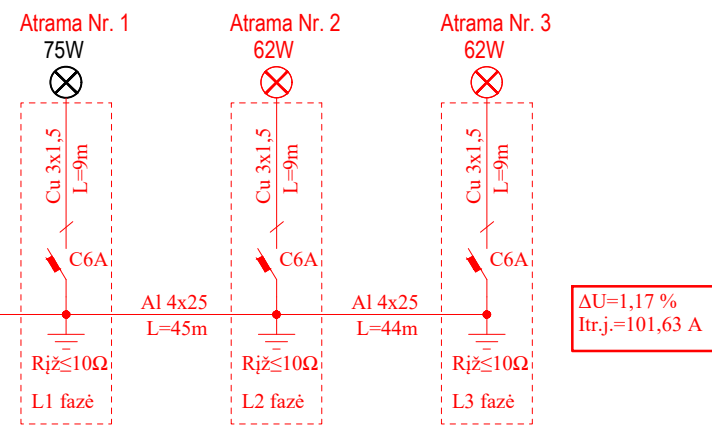 Atrama Nr. 1
75W
Atrama Nr. 2
62W
Atrama Nr. 3
62W
Cu 3x1,5
L=9m
Cu 3x1,5
L=9m
Cu 3x1,5
L=9m
C6A
C6A
C6A
Al 4x25
L=45m
Al 4x25
L=44m
Rįž≤10Ω
Rįž≤10Ω
Rįž≤10Ω
L1 fazė
L2 fazė
L3 fazė
ΔU=1,17 %
Itr.j.=101,63 A